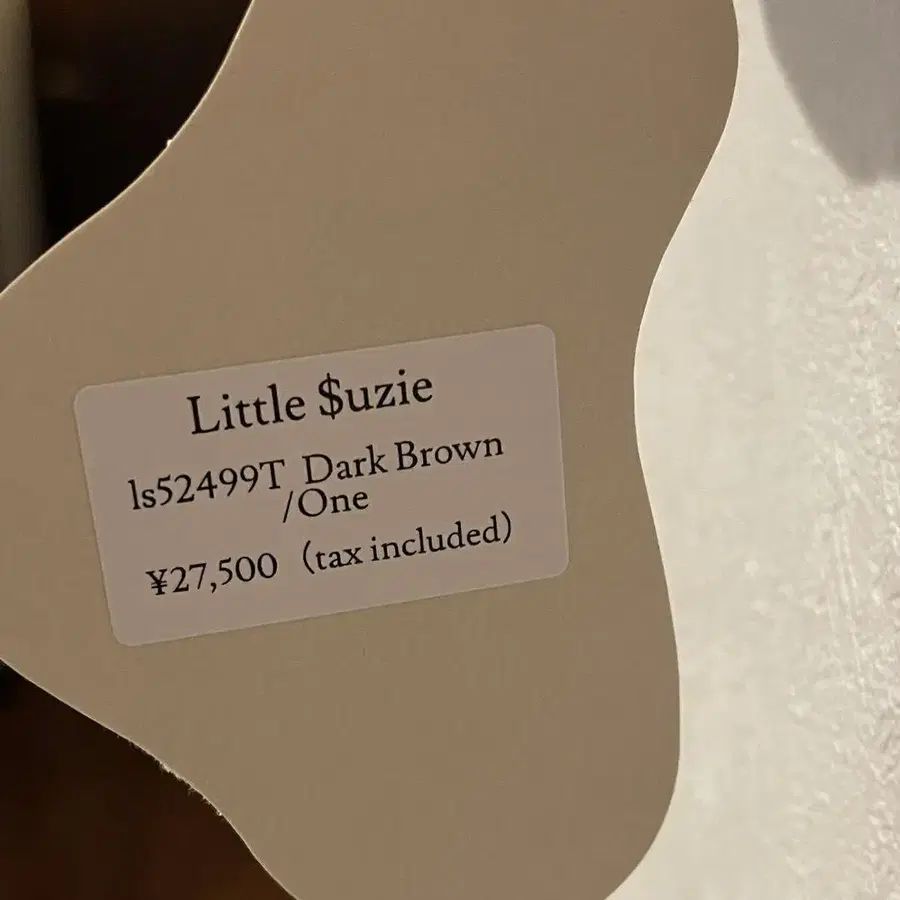 Little $uzie
ls52499T Dark Brown
/One
¥27,500（tax included）